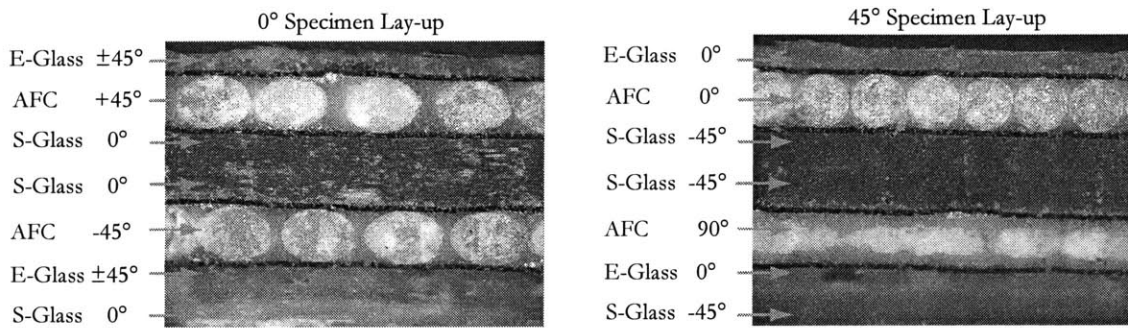 0° Specimen Lay-up
E-Glass ±45°
AFC +45°
S-Glass 0°
S-Glass 0°
AFC -45°
E-Glass ±45°
S-Glass 0°
45° Specimen Lay-up
E-Glass 0°
AFC 0°
S-Glass -45°
S-Glass -45°
AFC 90°
E-Glass 0°
S-Glass -45°